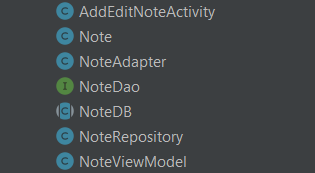 C AddEditNoteActivity
C Note
C NoteAdapter
I NoteDao
C NoteDB
C NoteRepository
C NoteViewModel